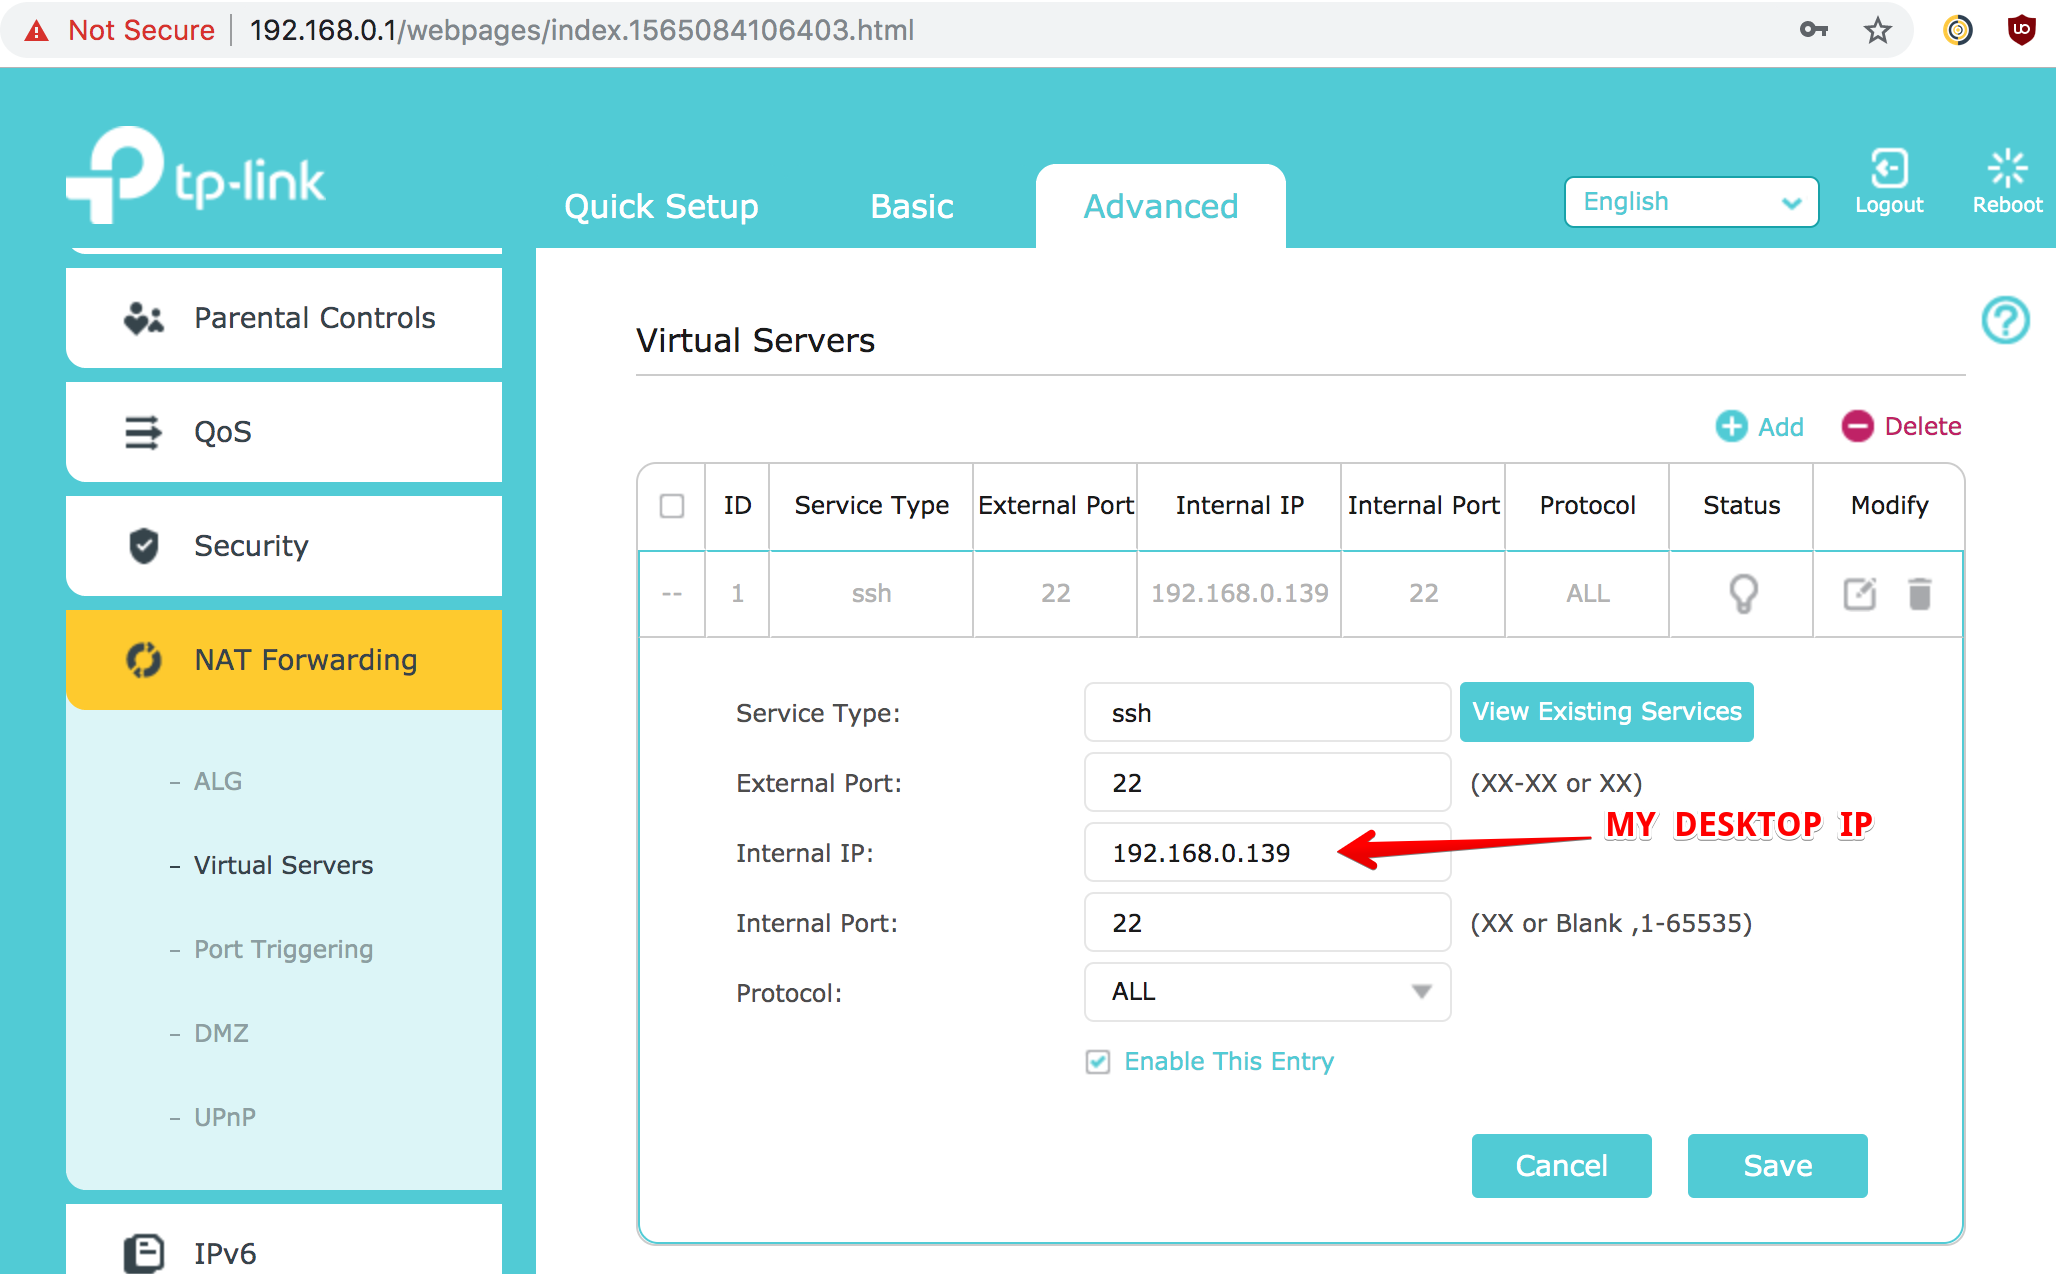 Not Secure 192.168.0.1/webpages/index.1565084106403.html
tp-link
Quick Setup Basic Advanced English Logout Reboot
Parental Controls
QoS
Security
NAT Forwarding
– ALG
– Virtual Servers
– Port Triggering
– DMZ
– UPnP
IPv6
Virtual Servers
Add Delete
ID Service Type External Port Internal IP Internal Port Protocol Status Modify
-- 1 ssh 22 192.168.0.139 22 ALL
Service Type: ssh View Existing Services
External Port: 22 (XX-XX or XX)
MY DESKTOP IP
Internal IP: 192.168.0.139
Internal Port: 22 (XX or Blank ,1-65535)
Protocol: ALL
Enable This Entry
Cancel Save